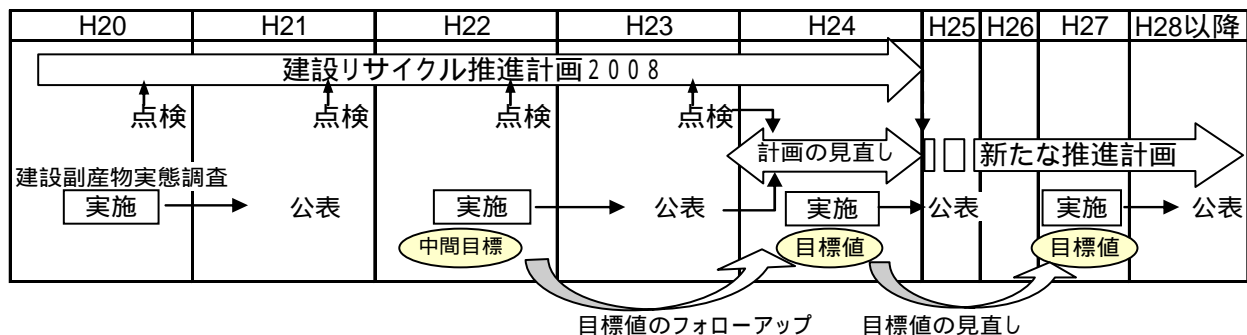 H20 H21 H22 H23 H24 H25 H26 H27 H28以降
建設リサイクル推進計画2008
点検 点検 点検 点検
計画の見直し 新たな推進計画
建設副産物実態調査
実施 公表 実施 公表 実施 公表 実施 公表
中間目標 目標値 目標値
目標値のフォローアップ 目標値の見直し